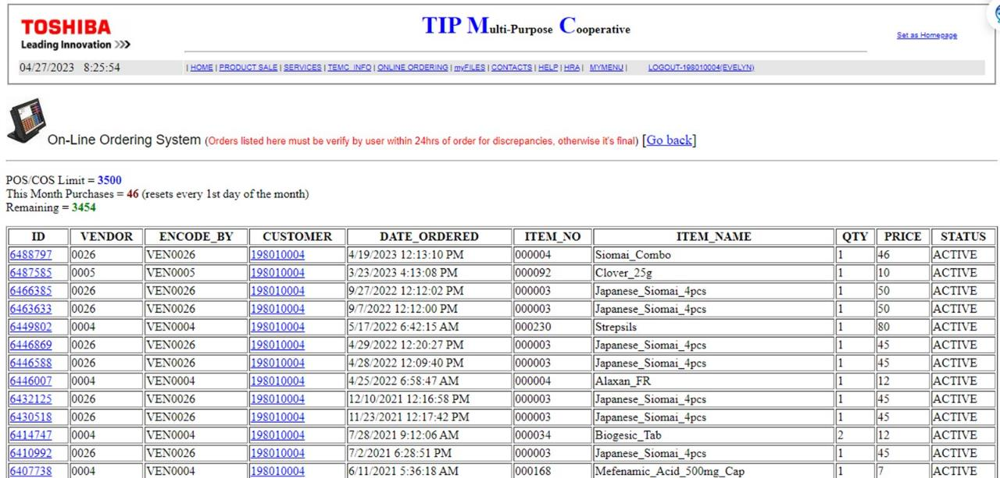 TOSHIBA
Leading Innovation >>>
TIP Multi-Purpose Cooperative
Set as Homepage
04/27/2023 8:25:54
| HOME | PRODUCT SALE | SERVICES | TEMC_INFO | ONLINE ORDERING | myFILES | CONTACTS | HELP | HRA | MYMENU | LOGOUT-198010004(EVELYN)
On-Line Ordering System (Orders listed here must be verify by user within 24hrs of order for discrepancies, otherwise it's final) [Go back]
POS/COS Limit = 3500
This Month Purchases = 46 (resets every 1st day of the month)
Remaining = 3454
ID VENDOR ENCODE_BY CUSTOMER DATE_ORDERED ITEM_NO ITEM_NAME QTY PRICE STATUS
6488797 0026 VEN0026 198010004 4/19/2023 12:13:10 PM 000004 Siomai_Combo 1 46 ACTIVE
6487585 0005 VEN0005 198010004 3/23/2023 4:13:08 PM 000092 Clover_25g 1 10 ACTIVE
6466385 0026 VEN0026 198010004 9/27/2022 12:12:02 PM 000003 Japanese_Siomai_4pcs 1 50 ACTIVE
6463633 0026 VEN0026 198010004 9/7/2022 12:12:00 PM 000003 Japanese_Siomai_4pcs 1 50 ACTIVE
6449802 0004 VEN0004 198010004 5/17/2022 6:42:15 AM 000230 Strepsils 1 80 ACTIVE
6446869 0026 VEN0026 198010004 4/29/2022 12:20:27 PM 000003 Japanese_Siomai_4pcs 1 45 ACTIVE
6446588 0026 VEN0026 198010004 4/28/2022 12:09:40 PM 000003 Japanese_Siomai_4pcs 1 45 ACTIVE
6446007 0004 VEN0004 198010004 4/25/2022 6:58:47 AM 000004 Alaxan_FR 1 12 ACTIVE
6432125 0026 VEN0026 198010004 12/10/2021 12:16:58 PM 000003 Japanese_Siomai_4pcs 1 45 ACTIVE
6430518 0026 VEN0026 198010004 11/23/2021 12:17:42 PM 000003 Japanese_Siomai_4pcs 1 45 ACTIVE
6414747 0004 VEN0004 198010004 7/28/2021 9:12:06 AM 000034 Biogesic_Tab 2 12 ACTIVE
6410992 0026 VEN0026 198010004 7/2/2021 6:28:51 PM 000003 Japanese_Siomai_4pcs 1 45 ACTIVE
6407738 0004 VEN0004 198010004 6/11/2021 5:36:18 AM 000168 Mefenamic_Acid_500mg_Cap 1 7 ACTIVE